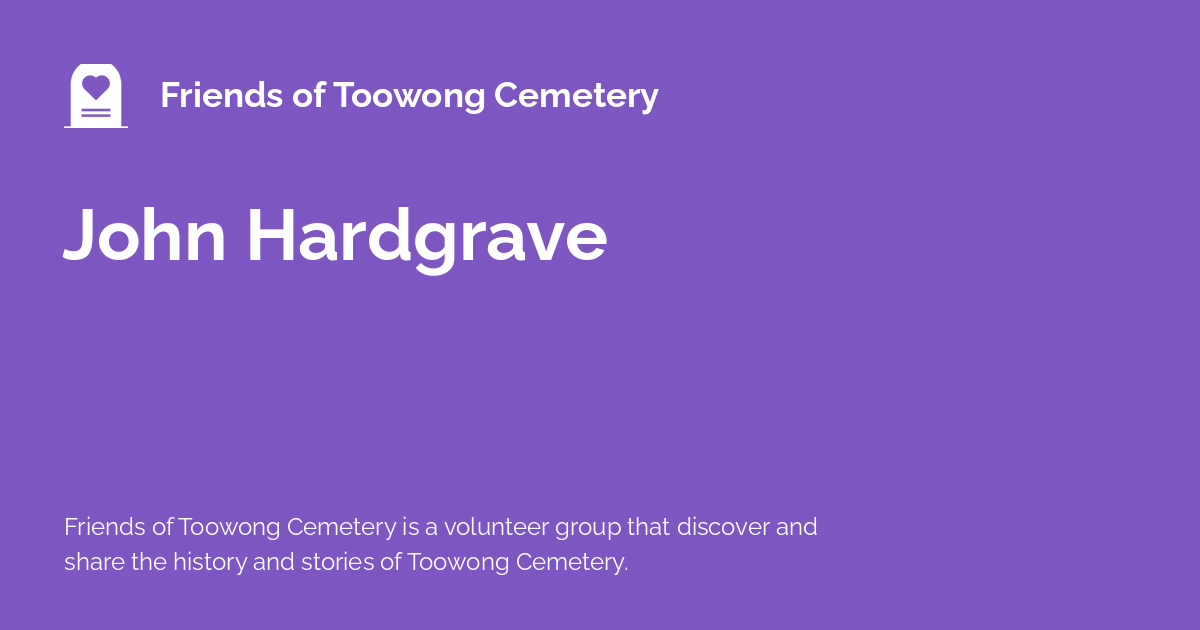 Friends of Toowong Cemetery
John Hardgrave
Friends of Toowong Cemetery is a volunteer group that discover and
share the history and stories of Toowong Cemetery.